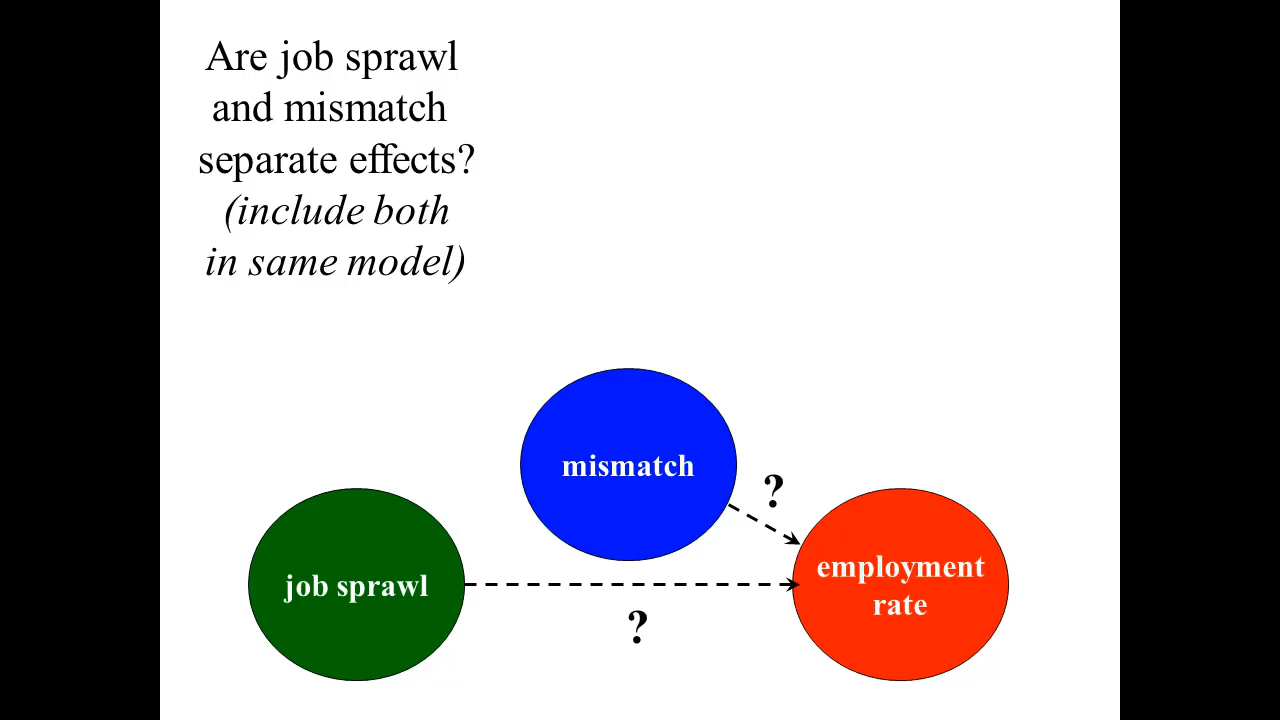 Are job sprawl
and mismatch
separate effects?
(include both
in same model)
mismatch
?
job sprawl
employment
rate
?